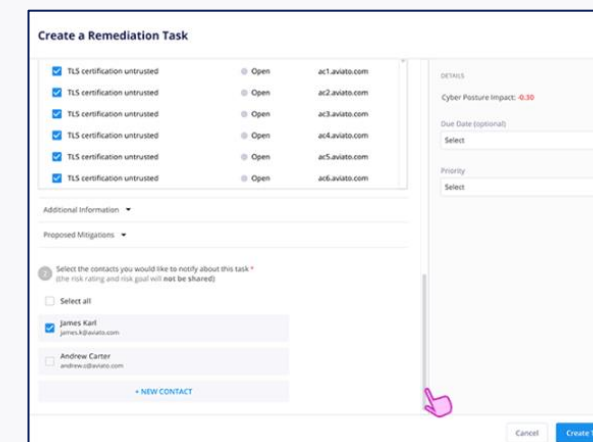 Create a Remediation Task
TLS certification untrusted Open ac1.aviato.com
TLS certification untrusted Open ac2.aviato.com
TLS certification untrusted Open ac3.aviato.com
TLS certification untrusted Open ac4.aviato.com
TLS certification untrusted Open ac5.aviato.com
TLS certification untrusted Open ac6.aviato.com
Additional Information
Proposed Mitigations
2 Select the contacts you would like to notify about this task *
(the risk rating and risk goal will not be shared)
Select all
James Karl
james.k@aviato.com
Andrew Carter
andrew.c@aviato.com
+ NEW CONTACT
DETAILS
Cyber Posture Impact: -0.30
Due Date (optional)
Select
Priority
Select
Cancel
Create T